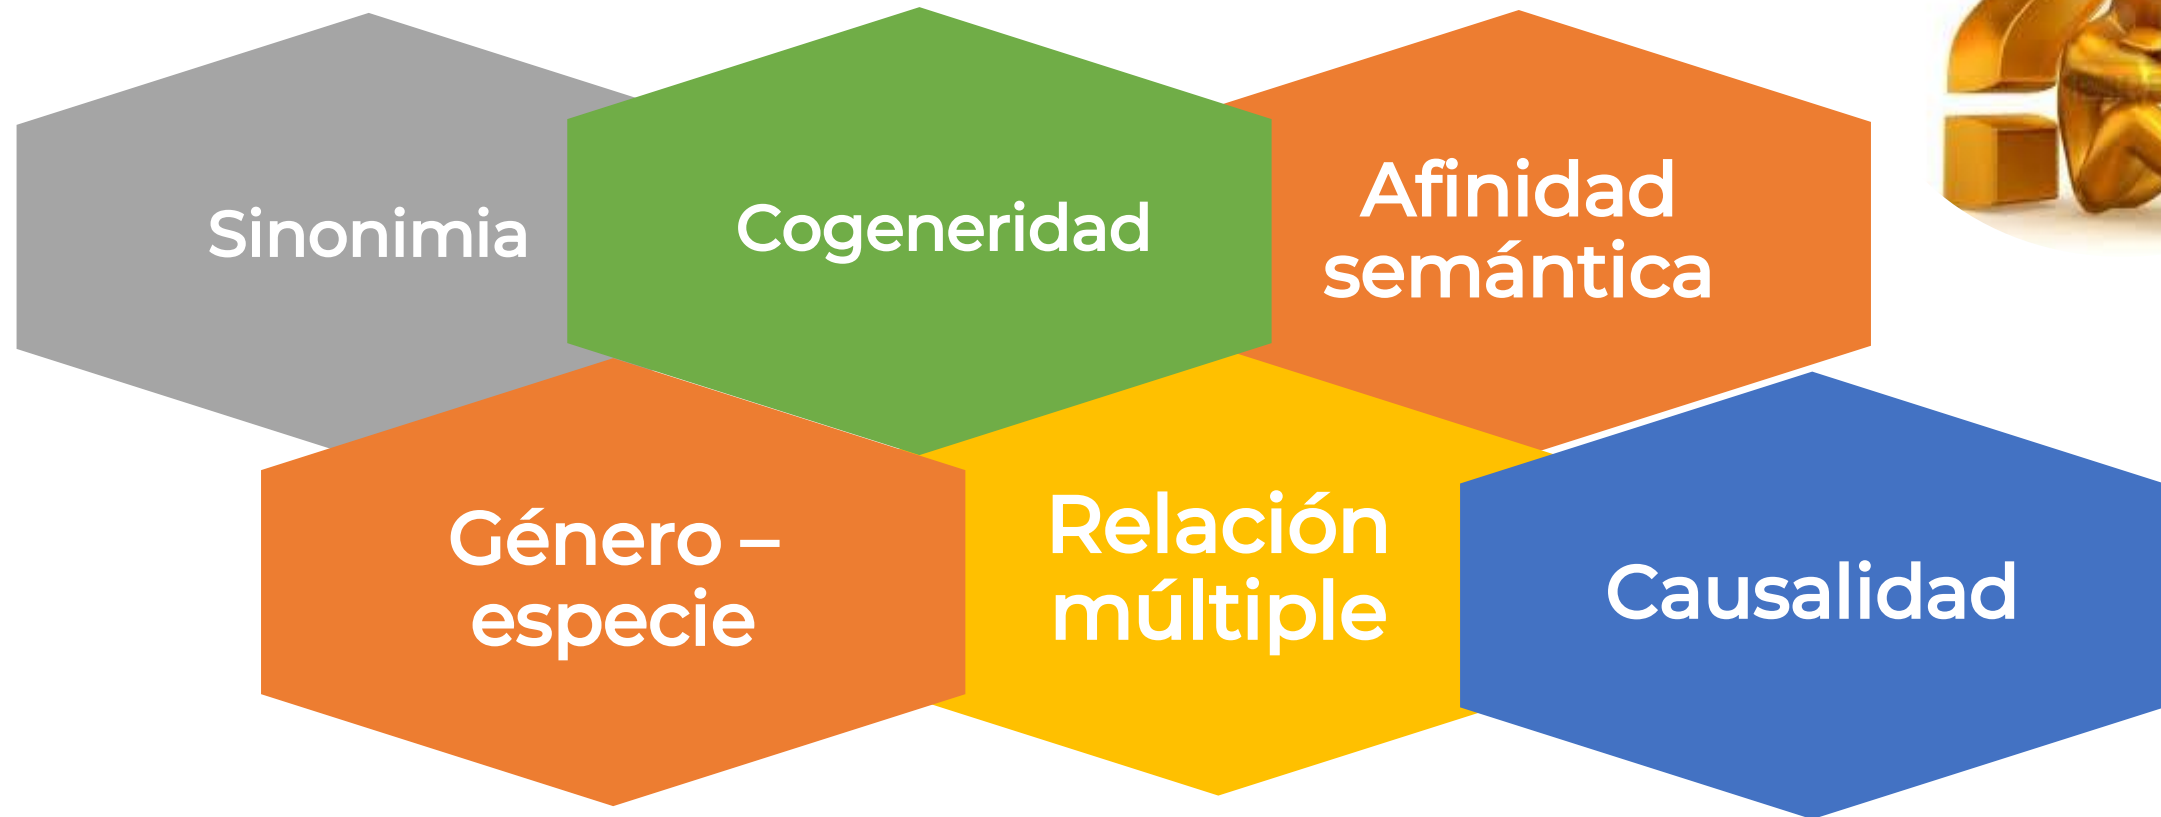 Sinonimia
Cogeneridad
Afinidad
semántica
Género –
especie
Relación
múltiple
Causalidad